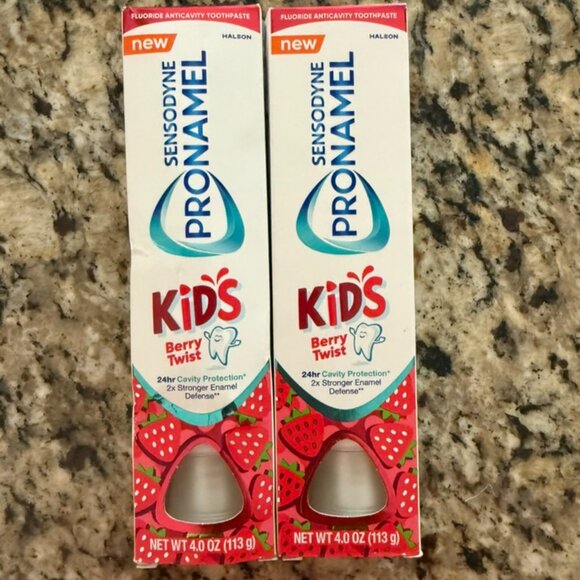 FLUORIDE ANTICAVITY TOOTHPASTE
new
HALEON
SENSODYNE
PRONAMEL
KiDS
Berry
Twist
24hr Cavity Protection*
2x Stronger Enamel
Defense**
NET WT 4.0 OZ (113 g)
FLUORIDE ANTICAVITY TOOTHPASTE
new
HALEON
SENSODYNE
PRONAMEL
KiDS
Berry
Twist
24hr Cavity Protection*
2x Stronger Enamel
Defense**
NET WT 4.0 OZ (113 g)